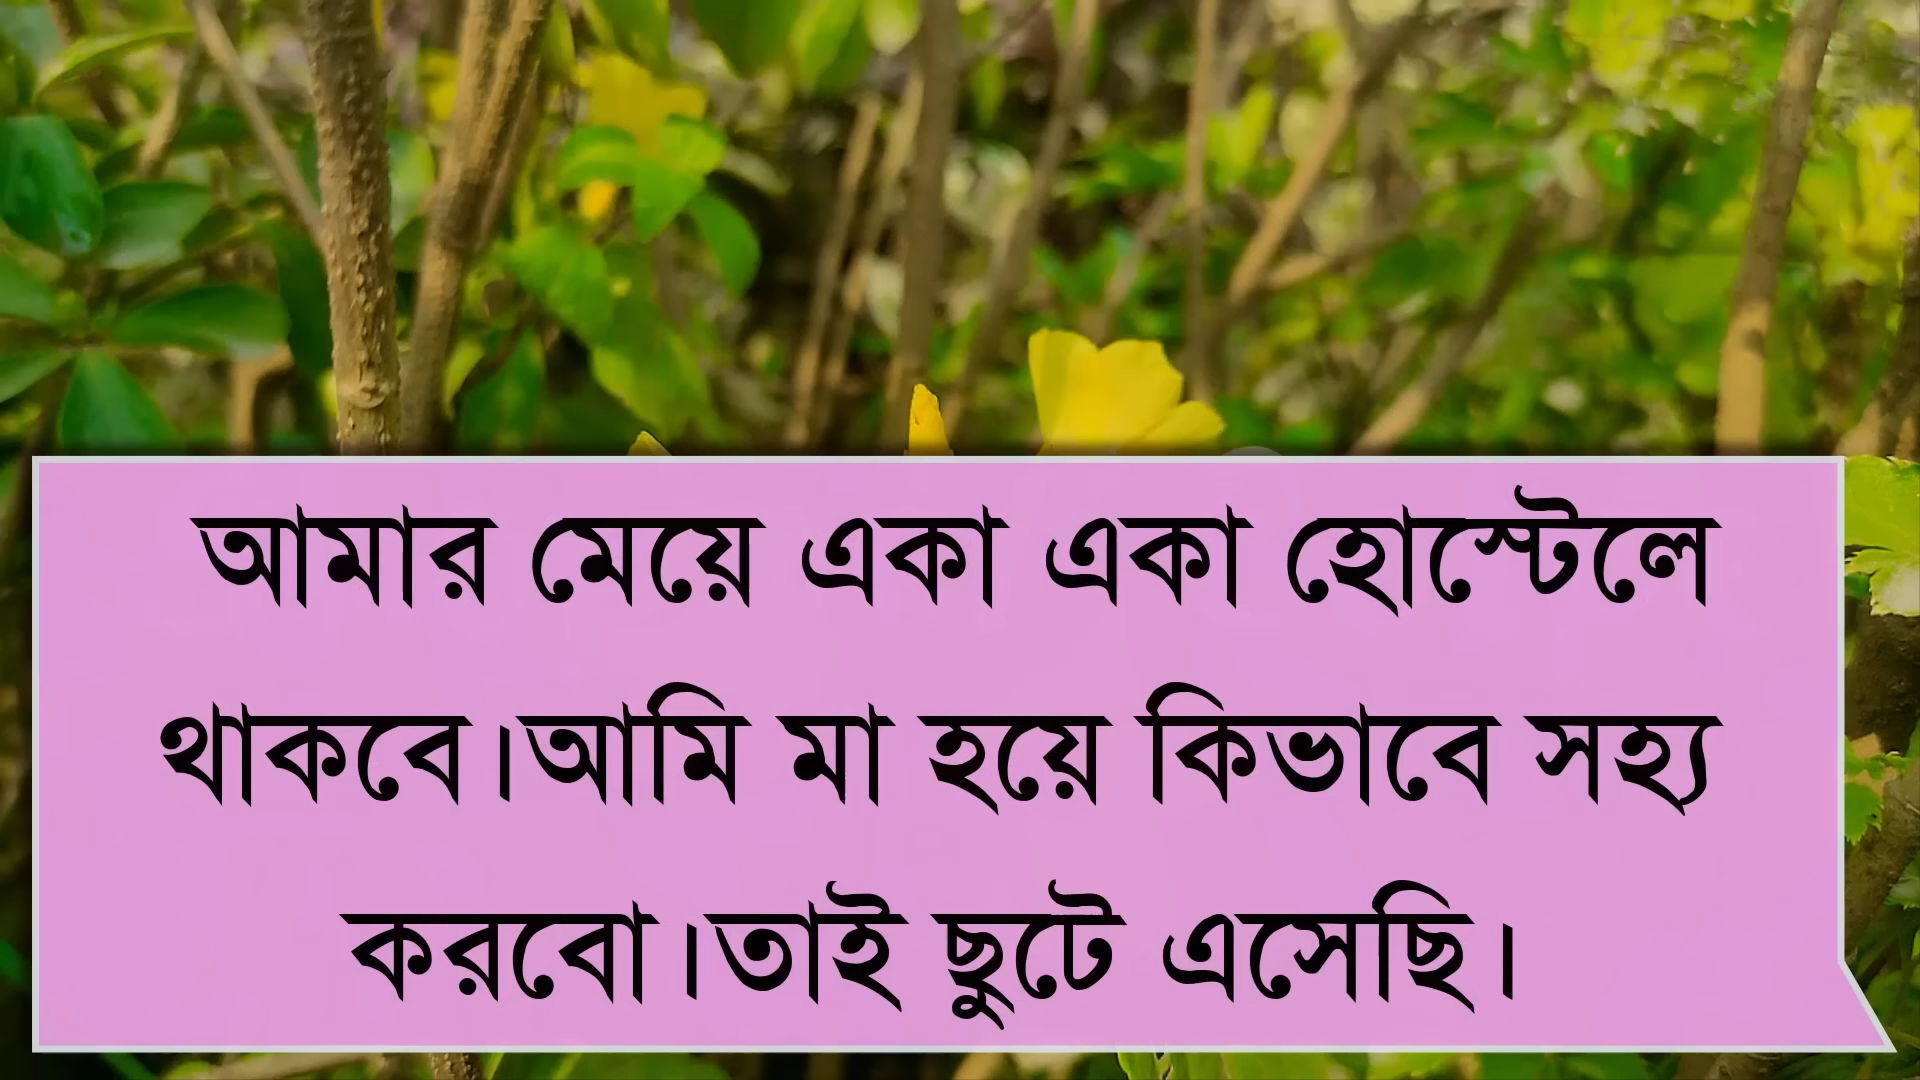 আমার মেয়ে একা একা হোস্টেলে
থাকবে।আমি মা হয়ে কিভাবে সহ্য
করবো।তাই ছুটে এসেছি।